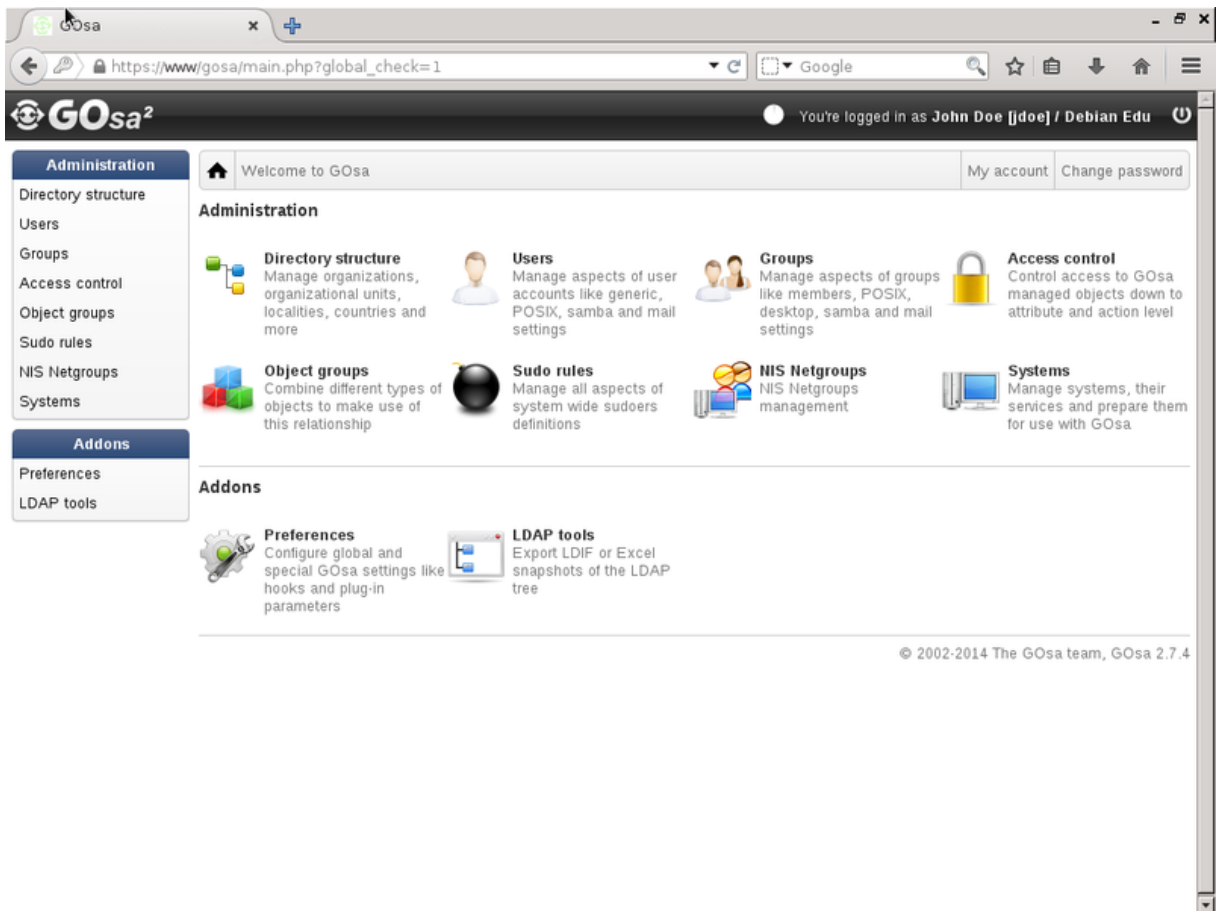 GOsa
https://www/gosa/main.php?global_check=1
Google
GOsa²
You're logged in as John Doe [jdoe] / Debian Edu
Administration
Directory structure
Users
Groups
Access control
Object groups
Sudo rules
NIS Netgroups
Systems
Addons
Preferences
LDAP tools
Welcome to GOsa
My account
Change password
Administration
Directory structure
Manage organizations,
organizational units,
localities, countries and
more
Users
Manage aspects of user
accounts like generic,
POSIX, samba and mail
settings
Groups
Manage aspects of groups
like members, POSIX,
desktop, samba and mail
settings
Access control
Control access to GOsa
managed objects down to
attribute and action level
Object groups
Combine different types of
objects to make use of
this relationship
Sudo rules
Manage all aspects of
system wide sudoers
definitions
NIS Netgroups
NIS Netgroups
management
Systems
Manage systems, their
services and prepare them
for use with GOsa
Addons
Preferences
Configure global and
special GOsa settings like
hooks and plug-in
parameters
LDAP tools
Export LDIF or Excel
snapshots of the LDAP
tree
© 2002-2014 The GOsa team, GOsa 2.7.4